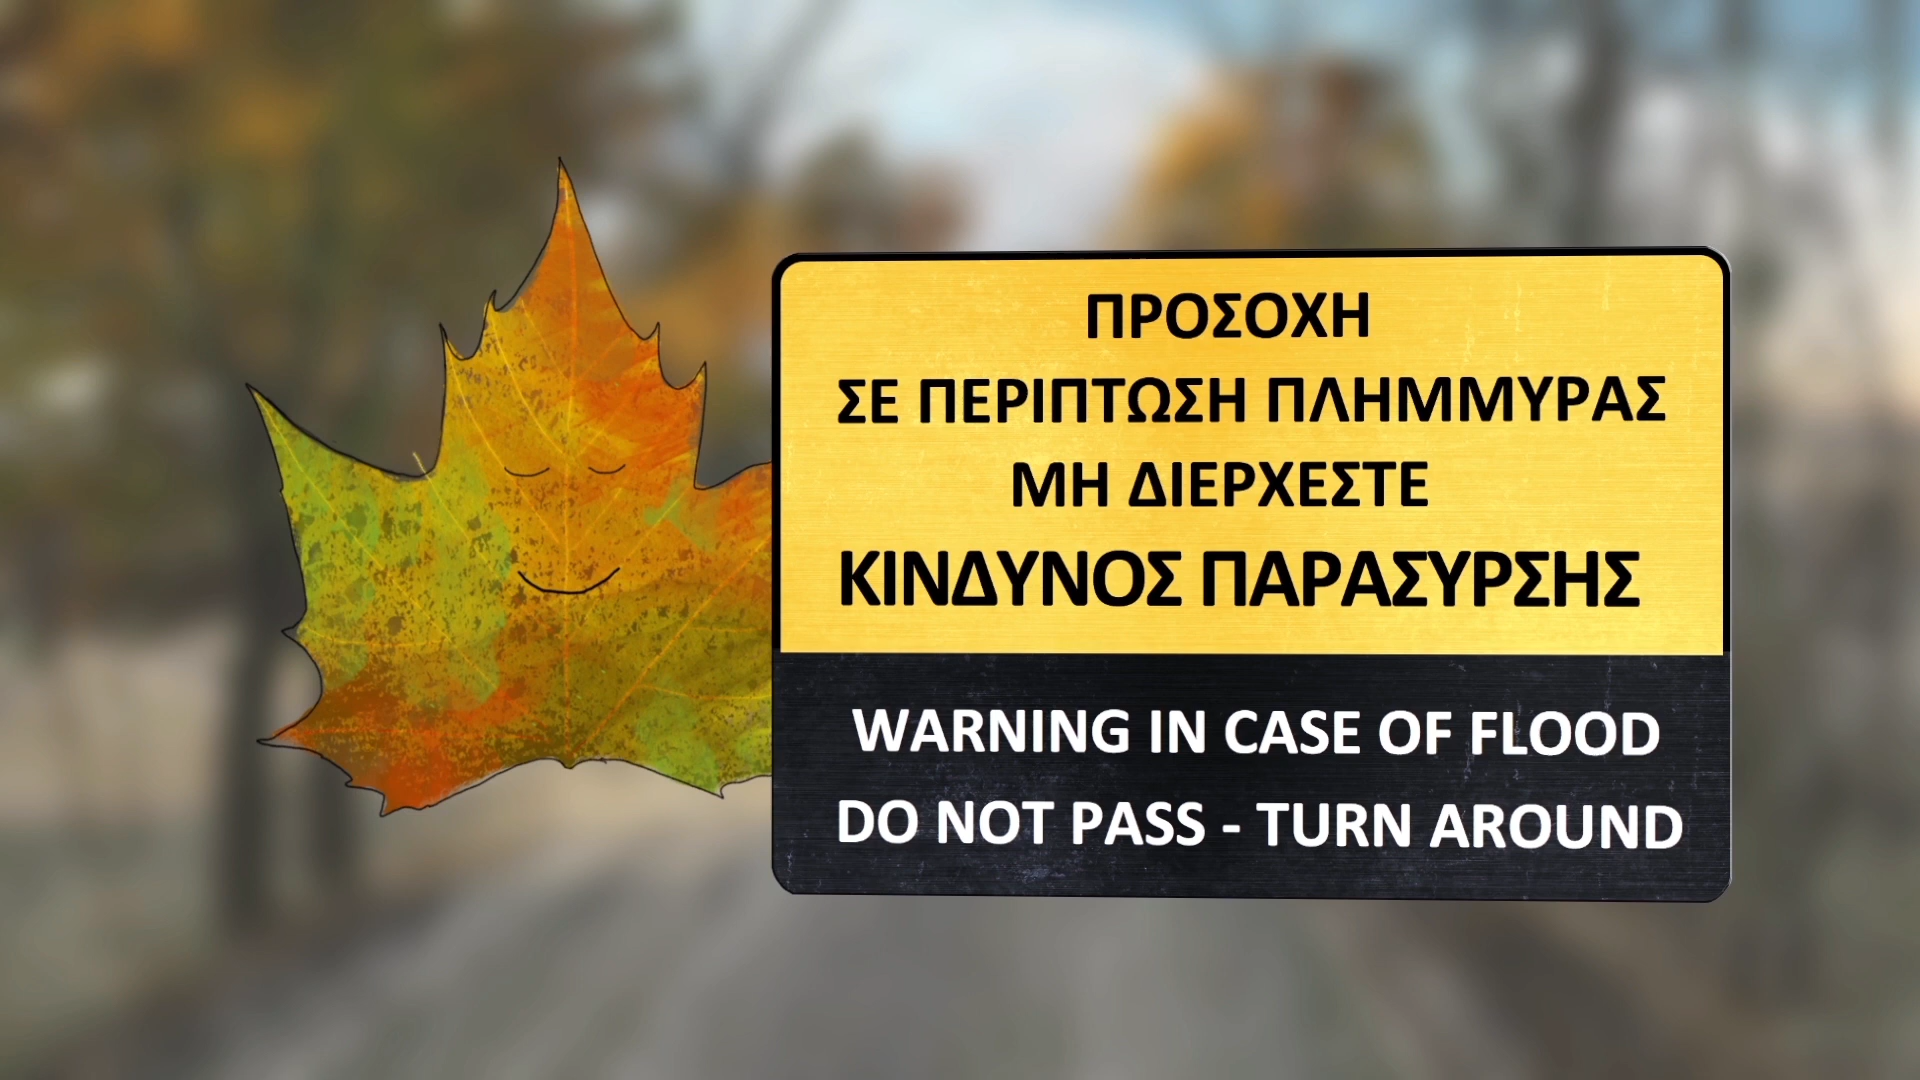 ΠΡΟΣΟΧΗ
ΣΕ ΠΕΡΙΠΤΩΣΗ ΠΛΗΜΜΥΡΑΣ
ΜΗ ΔΙΕΡΧΕΣΤΕ
ΚΙΝΔΥΝΟΣ ΠΑΡΑΣΥΡΣΗΣ
WARNING IN CASE OF FLOOD
DO NOT PASS - TURN AROUND